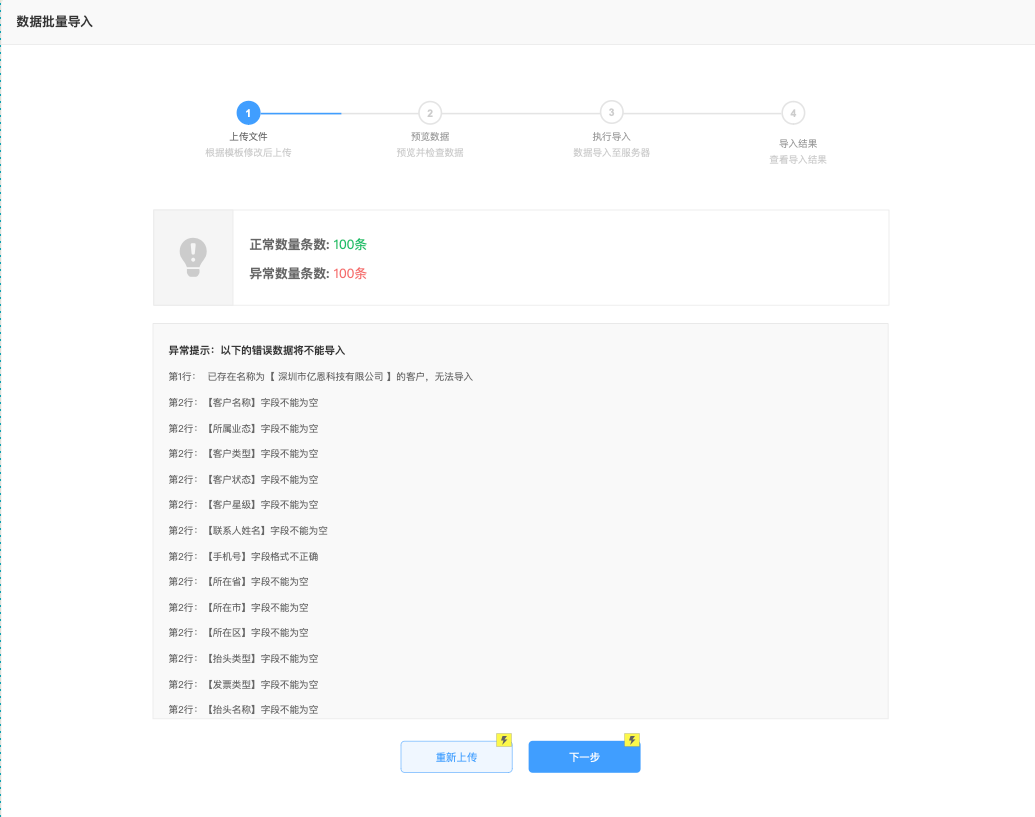 数据批量导入
1
2
3
4
上传文件
预览数据
执行导入
导入结果
根据模板修改后上传
预览并检查数据
数据导入至服务器
查看导入结果
正常数量条数: 100条
异常数量条数: 100条
异常提示：以下的错误数据将不能导入
第1行： 已存在名称为【 深圳市亿恩科技有限公司 】的客户，无法导入
第2行：【客户名称】字段不能为空
第2行：【所属业态】字段不能为空
第2行：【客户类型】字段不能为空
第2行：【客户状态】字段不能为空
第2行：【客户星级】字段不能为空
第2行：【联系人姓名】字段不能为空
第2行：【手机号】字段格式不正确
第2行：【所在省】字段不能为空
第2行：【所在市】字段不能为空
第2行：【所在区】字段不能为空
第2行：【抬头类型】字段不能为空
第2行：【发票类型】字段不能为空
第2行：【抬头名称】字段不能为空
重新上传
下一步